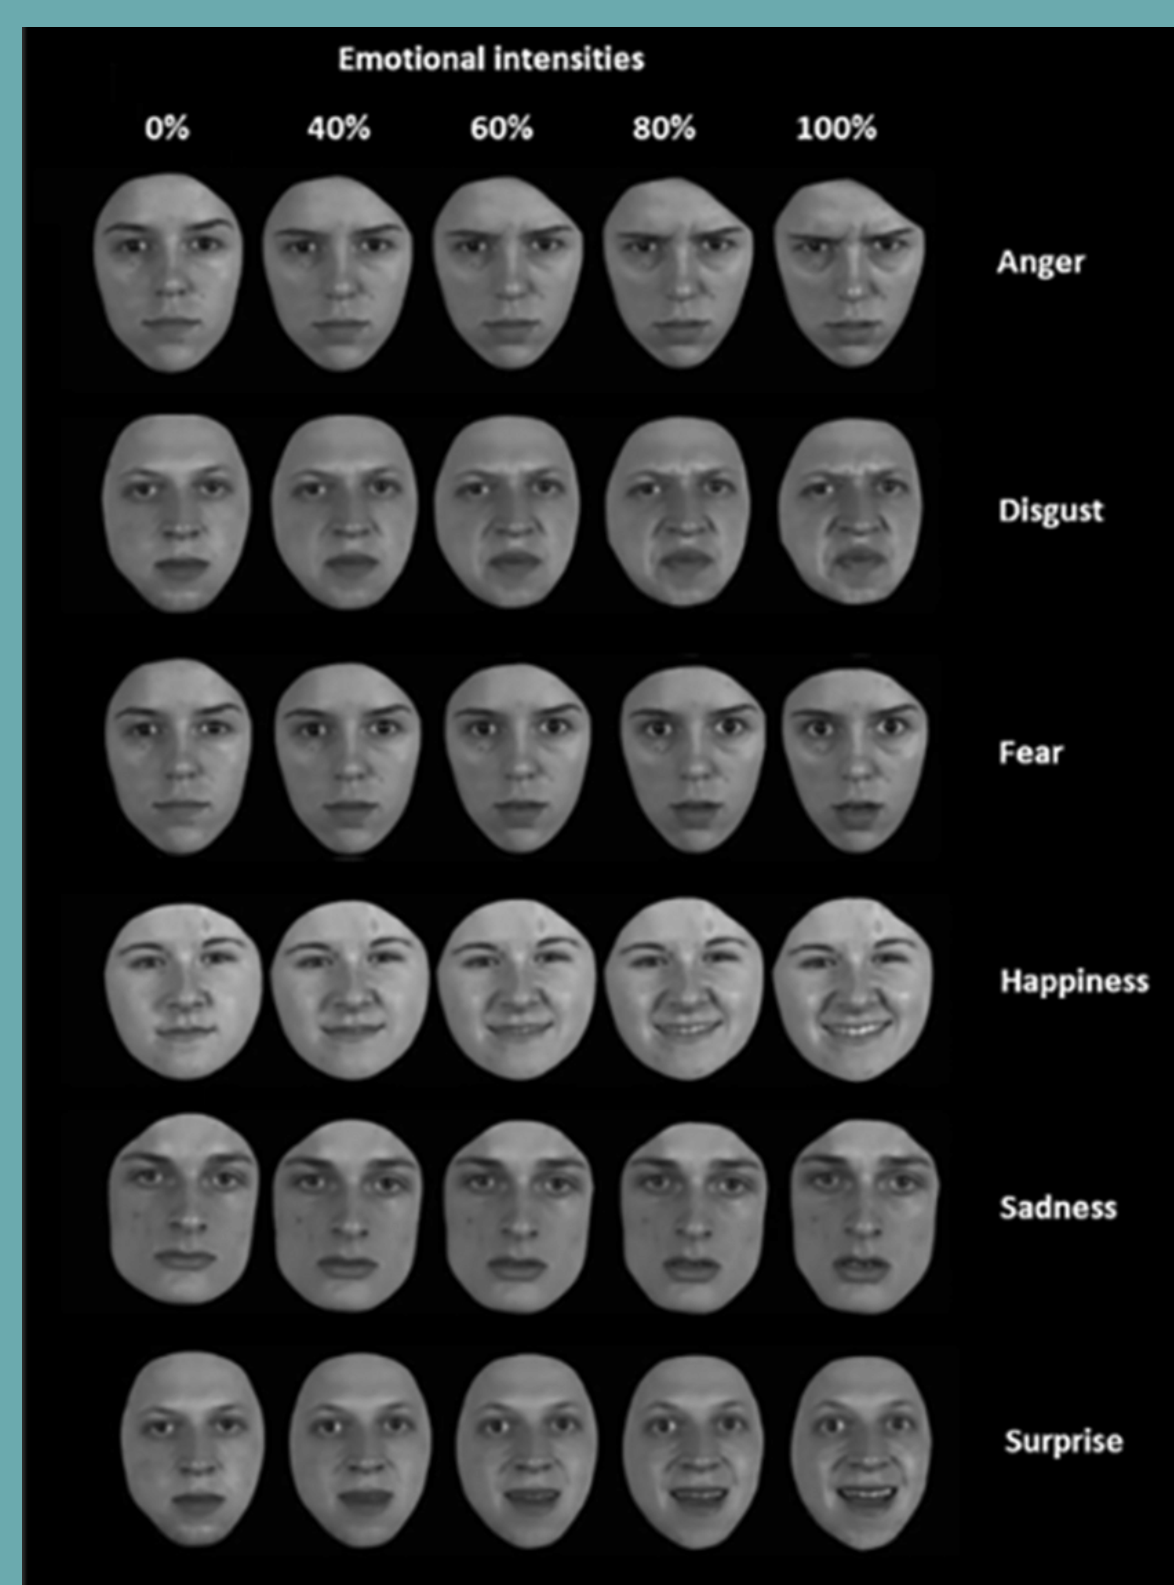 Emotional intensities
0% 40% 60% 80% 100%
Anger
Disgust
Fear
Happiness
Sadness
Surprise